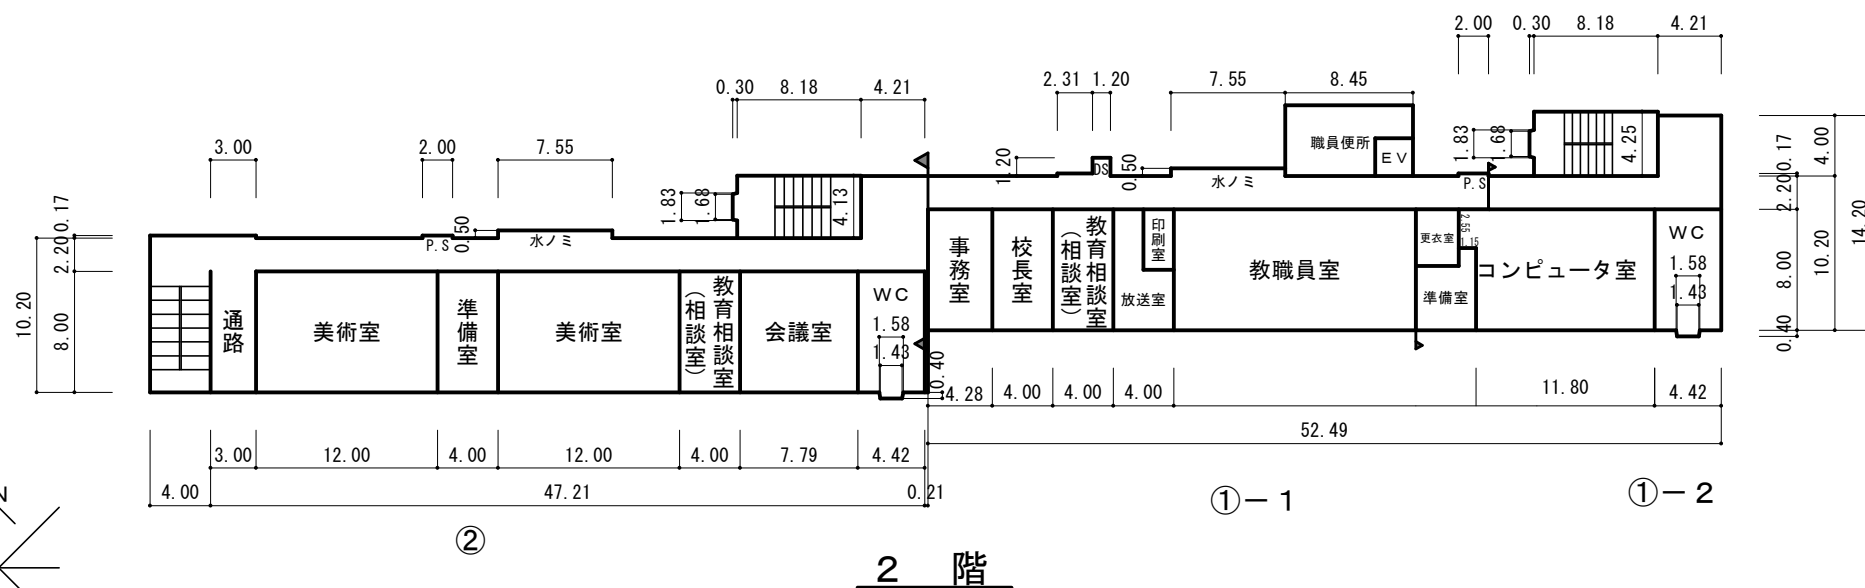 2.00 0.30 8.18 4.21
2.31 1.20 7.55 8.45
0.30 8.18 4.21
3.00 2.00 7.55
職員便所
EV
DS
水ノミ
P.S
1.20
0.50
1.83
1.68
4.25
0.17
4.00
2.20
14.20
10.20
8.00
0.40
1.83
1.68
4.13
P.S
0.50
水ノミ
0.17
2.20
10.20
8.00
事務室
校長室
教育相談室
(相談室)
印刷室
放送室
教職員室
更衣室
2.55
1.15
準備室
コンピュータ室
WC
1.58
1.43
通路
美術室
準備室
美術室
教育相談室
(相談室)
会議室
WC
1.58
1.43
0.40
4.28 4.00 4.00 4.00 11.80 4.42
52.49
3.00 12.00 4.00 12.00 4.00 7.79 4.42
4.00 47.21 0.21
N
①-1
①-2
②
2 階